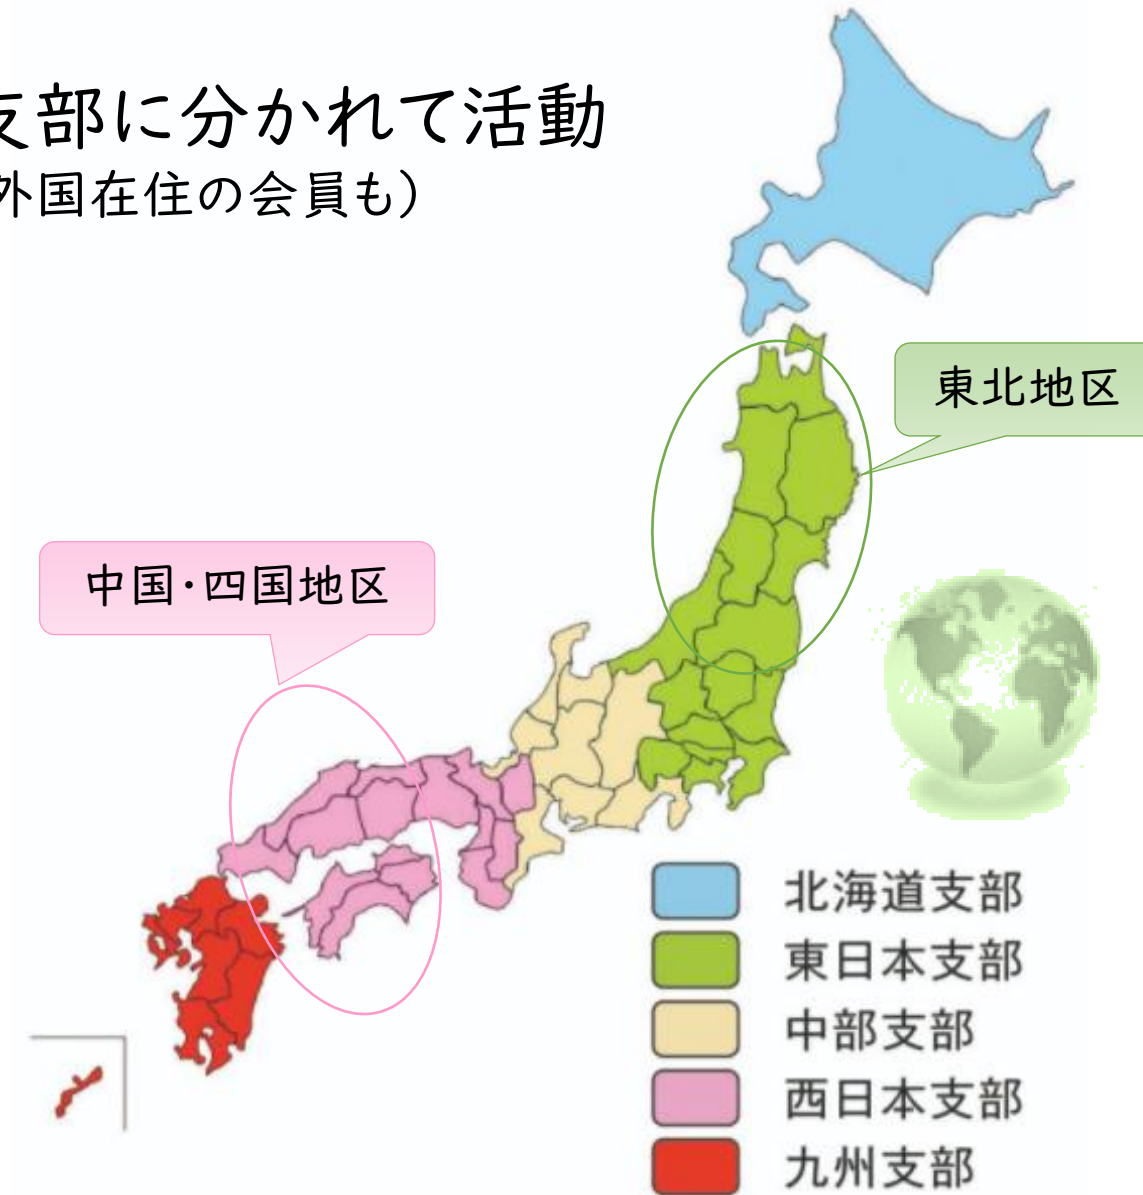 支部に分かれて活動
外国在住の会員も)
東北地区
中国・四国地区
北海道支部
東日本支部
中部支部
西日本支部
九州支部